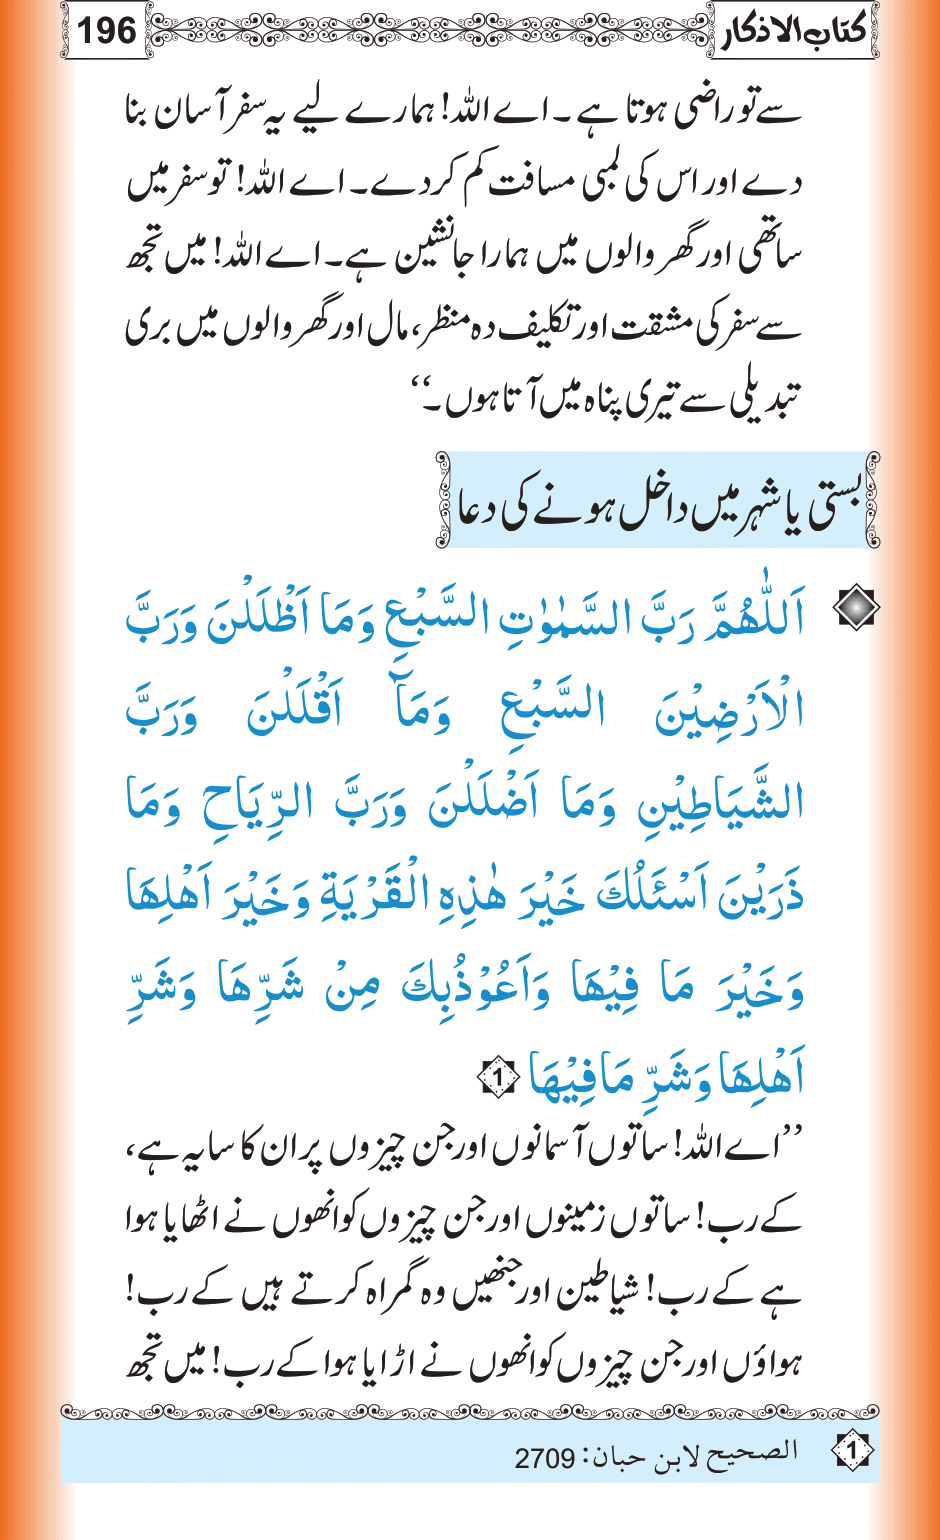 کتاب الاذکار
196
سے تو راضی ہوتا ہے۔ اے اللہ! ہمارے لیے یہ سفر آسان بنا
دے اور اس کی لمبی مسافت کم کر دے۔ اے اللہ! تو سفر میں
ساتھی اور گھر والوں میں ہمارا جانشین ہے۔ اے اللہ! میں تجھ
سے سفر کی مشقت اور تکلیف دہ منظر، مال اور گھر والوں میں بری
تبدیلی سے تیری پناہ میں آتا ہوں۔‘‘
بستی یا شہر میں داخل ہونے کی دعا
اَللّٰهُمَّ رَبَّ السَّمٰوٰتِ السَّبْعِ وَمَا اَظْلَلْنَ وَرَبَّ
الْاَرْضِيْنَ السَّبْعِ وَمَآ اَقْلَلْنَ وَرَبَّ
الشَّيَاطِيْنِ وَمَا اَضْلَلْنَ وَرَبَّ الرِّيَاحِ وَمَا
ذَرَيْنَ اَسْئَلُكَ خَيْرَ هٰذِهِ الْقَرْيَةِ وَخَيْرَ اَهْلِهَا
وَخَيْرَ مَا فِيْهَا وَاَعُوْذُبِكَ مِنْ شَرِّهَا وَشَرِّ
اَهْلِهَا وَشَرِّ مَافِيْهَا 1
’’اے اللہ! ساتوں آسمانوں اور جن چیزوں پر ان کا سایہ ہے،
کے رب! ساتوں زمینوں اور جن چیزوں کو انھوں نے اٹھایا ہوا
ہے کے رب! شیاطین اور جنھیں وہ گمراہ کرتے ہیں کے رب!
ہواؤں اور جن چیزوں کو انھوں نے اڑایا ہوا کے رب! میں تجھ
1 الصحیح لابن حبان: 2709